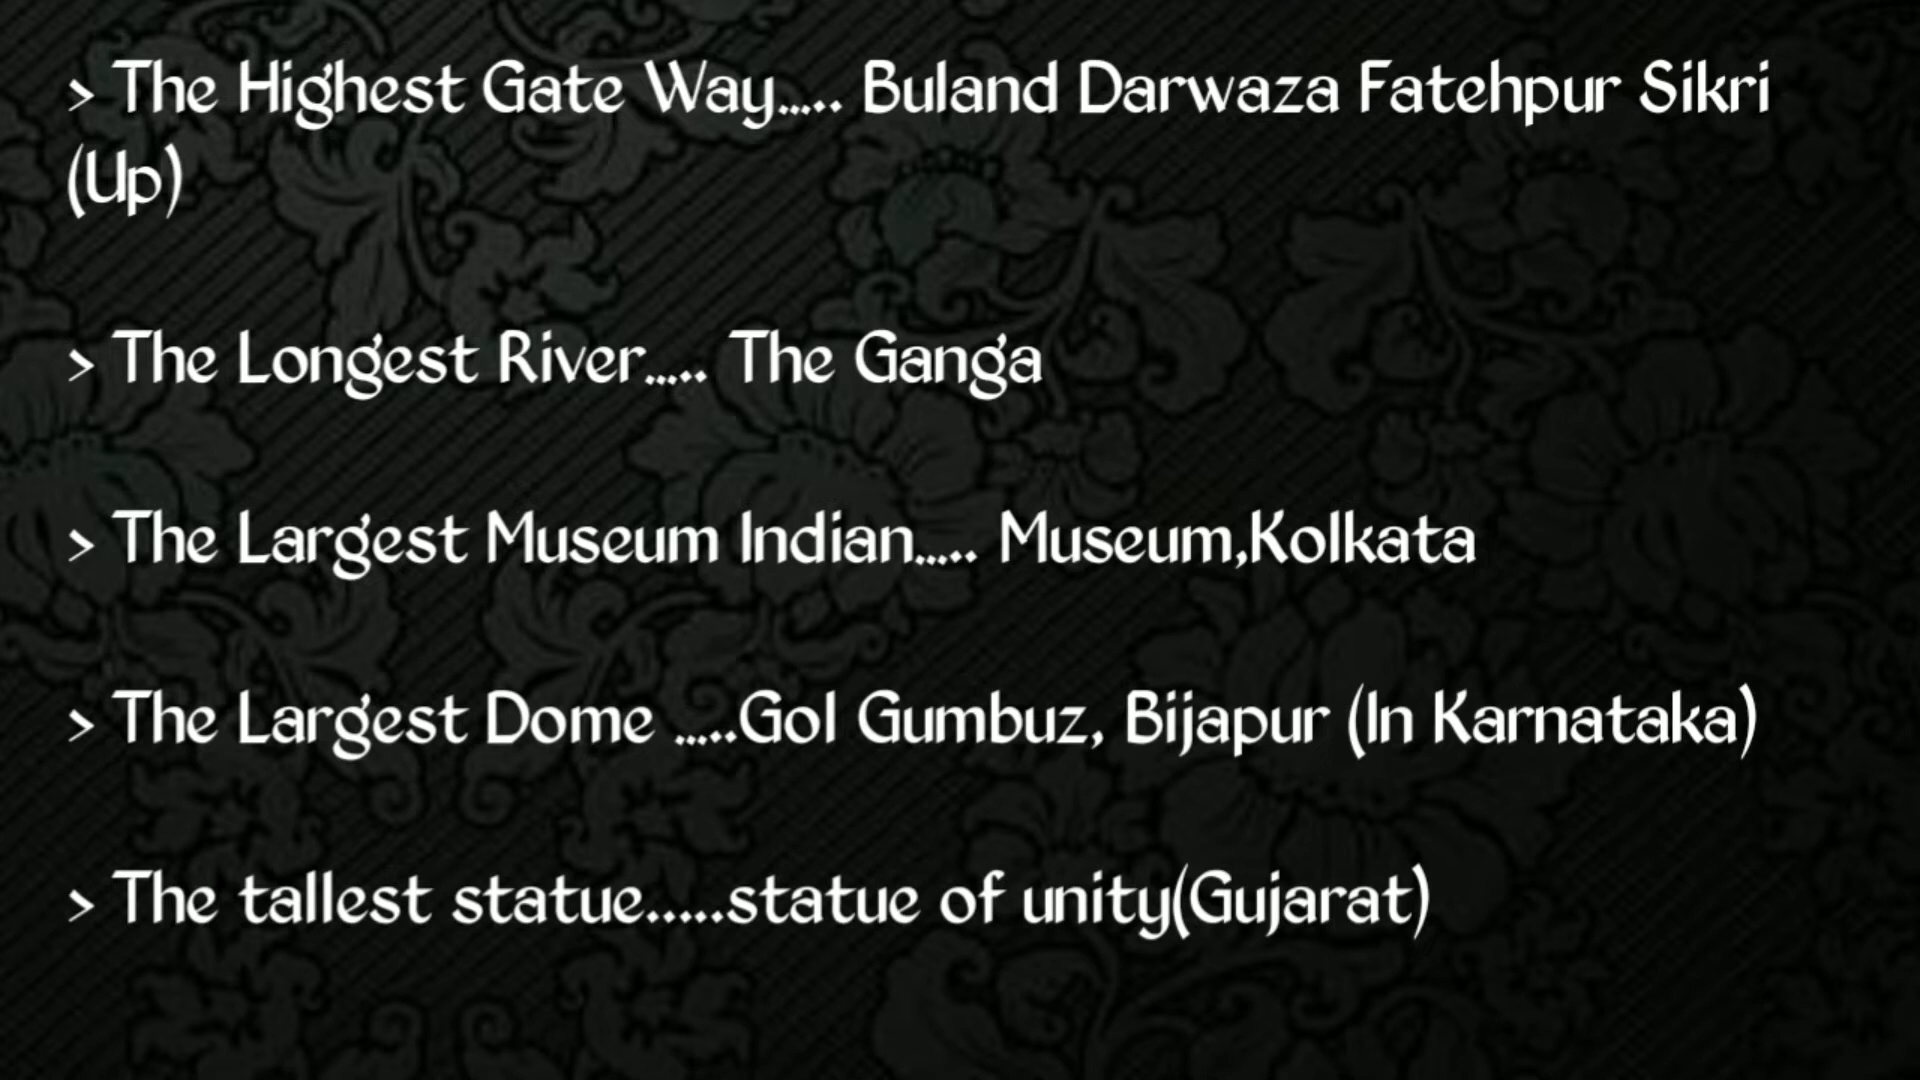 > The Highest Gate Way..... Buland Darwaza Fatehpur Sikri
(Up)
> The Longest River..... The Ganga
> The Largest Museum Indian..... Museum,Kolkata
> The Largest Dome .....Gol Gumbuz, Bijapur (In Karnataka)
> The tallest statue.....statue of unity(Gujarat)